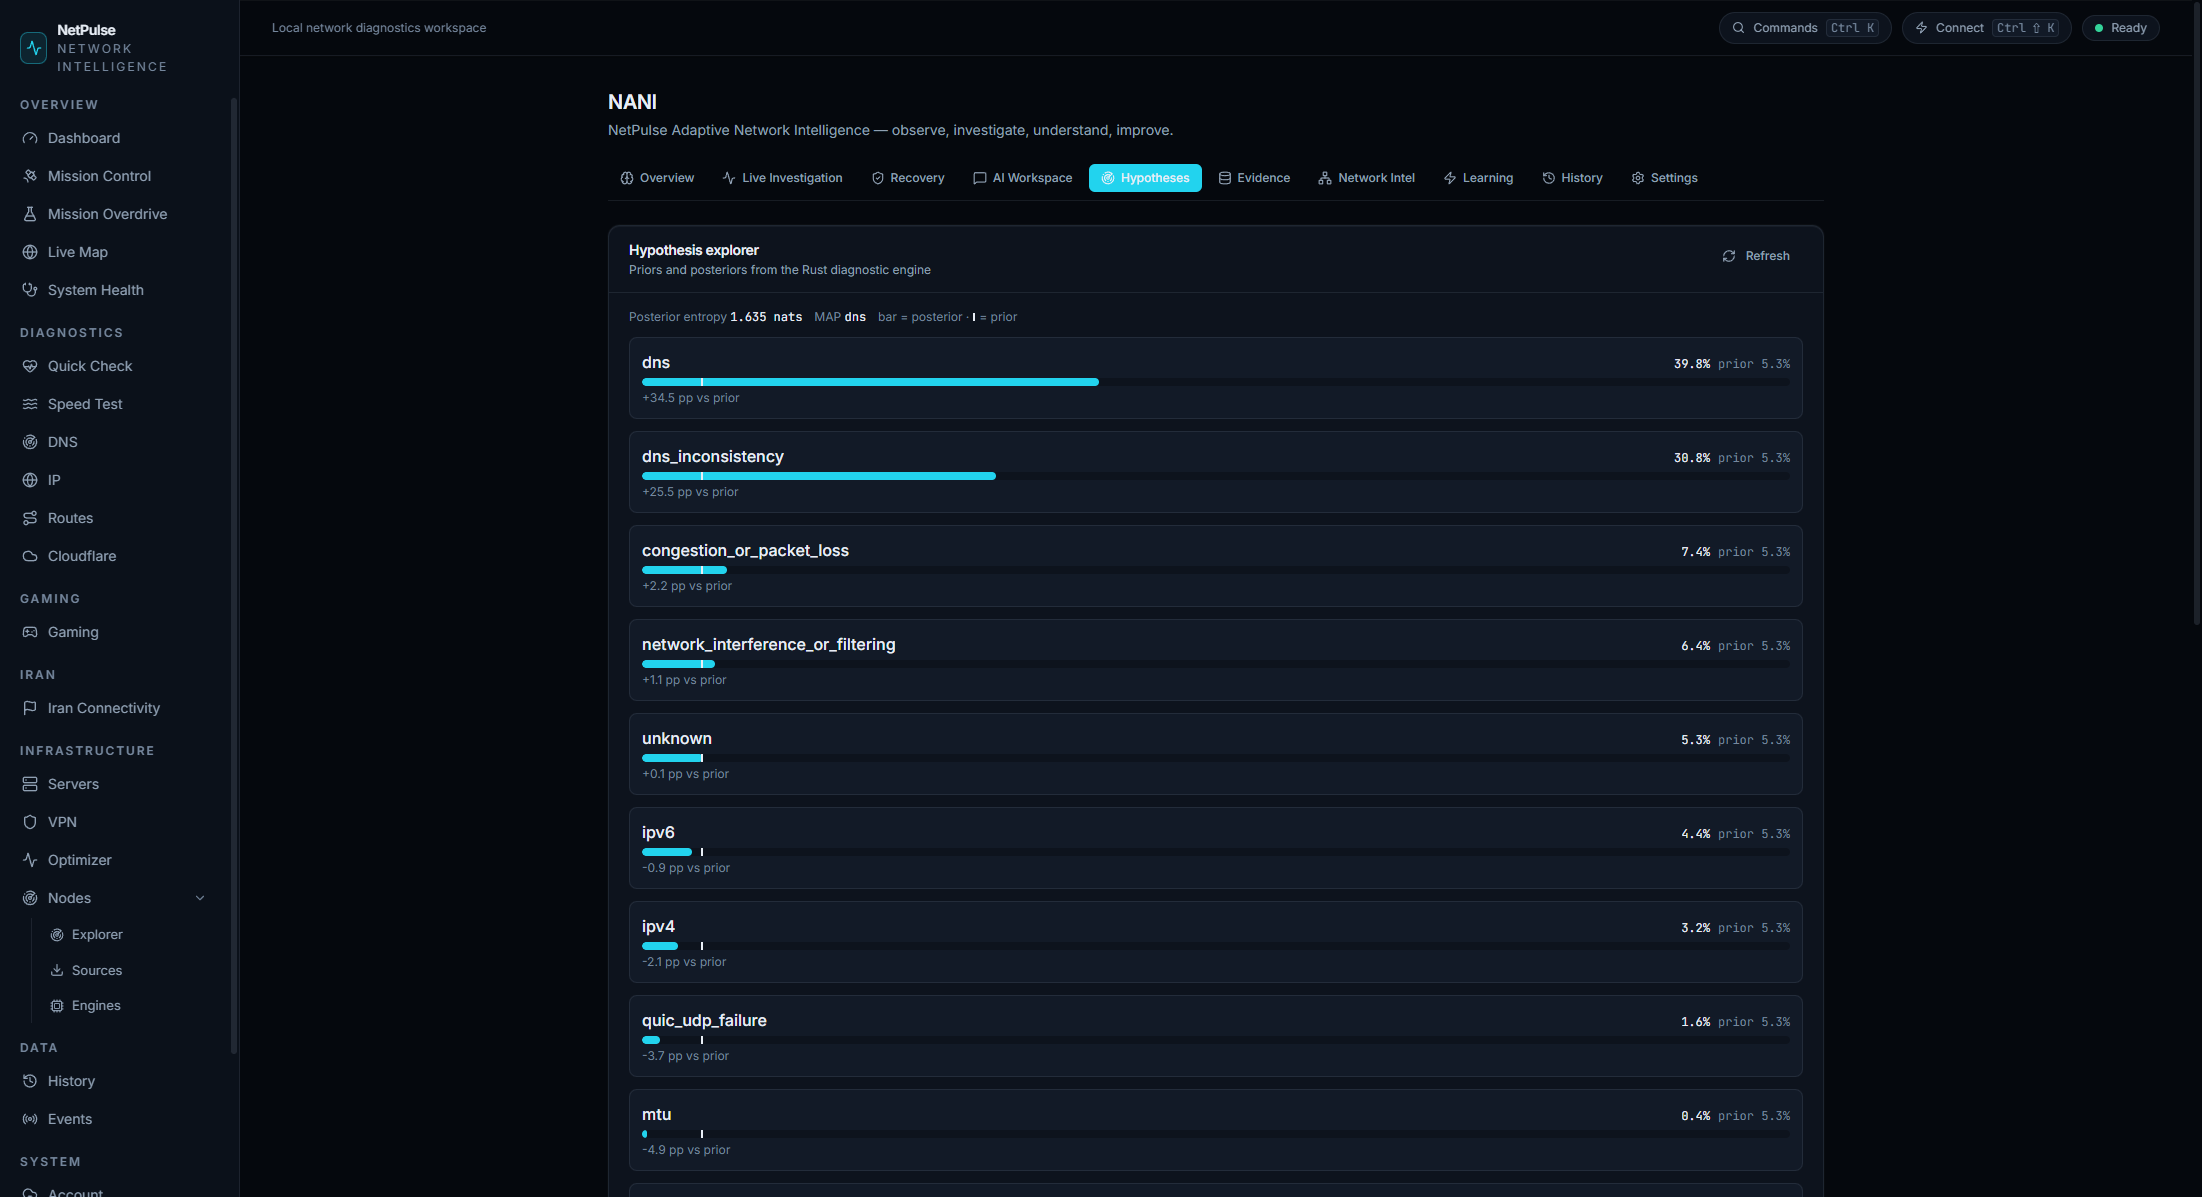 NetPulse
NETWORK
INTELLIGENCE
OVERVIEW
Dashboard
Mission Control
Mission Overdrive
Live Map
System Health
DIAGNOSTICS
Quick Check
Speed Test
DNS
IP
Routes
Cloudflare
GAMING
Gaming
IRAN
Iran Connectivity
INFRASTRUCTURE
Servers
VPN
Optimizer
Nodes
Explorer
Sources
Engines
DATA
History
Events
SYSTEM
Account
Local network diagnostics workspace
Commands Ctrl K
Connect Ctrl ⇧ K
Ready
NANI
NetPulse Adaptive Network Intelligence — observe, investigate, understand, improve.
Overview Live Investigation Recovery AI Workspace Hypotheses Evidence Network Intel Learning History Settings
Hypothesis explorer
Priors and posteriors from the Rust diagnostic engine
Refresh
Posterior entropy 1.635 nats MAP dns bar = posterior · = prior
dns 39.8% prior 5.3%
+34.5 pp vs prior
dns_inconsistency 30.8% prior 5.3%
+25.5 pp vs prior
congestion_or_packet_loss 7.4% prior 5.3%
+2.2 pp vs prior
network_interference_or_filtering 6.4% prior 5.3%
+1.1 pp vs prior
unknown 5.3% prior 5.3%
+0.1 pp vs prior
ipv6 4.4% prior 5.3%
-0.9 pp vs prior
ipv4 3.2% prior 5.3%
-2.1 pp vs prior
quic_udp_failure 1.6% prior 5.3%
-3.7 pp vs prior
mtu 0.4% prior 5.3%
-4.9 pp vs prior